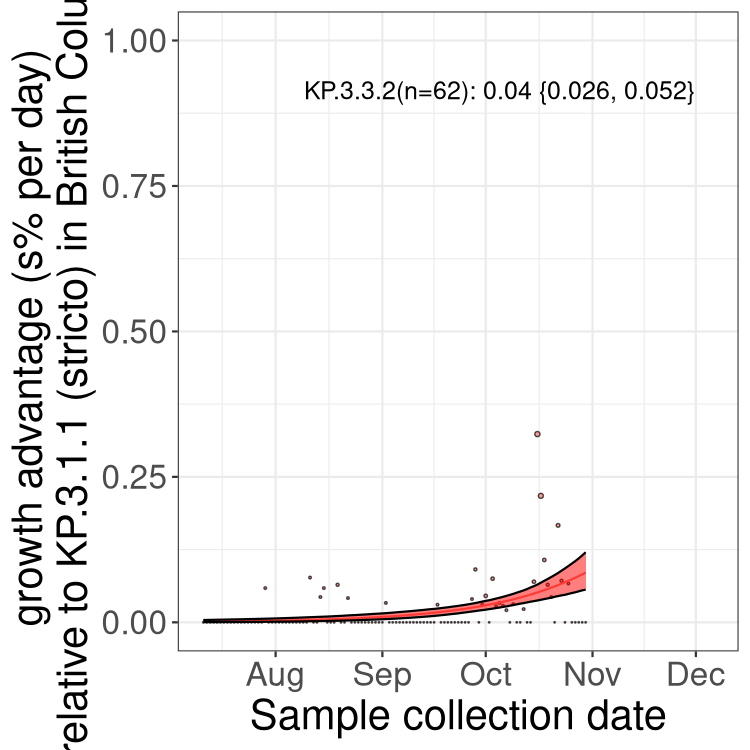 growth advantage (s% per day)
relative to KP.3.1.1 (stricto) in British Colu
1.00
0.75
0.50
0.25
0.00
KP.3.3.2(n=62): 0.04 {0.026, 0.052}
Aug Sep Oct Nov Dec
Sample collection date